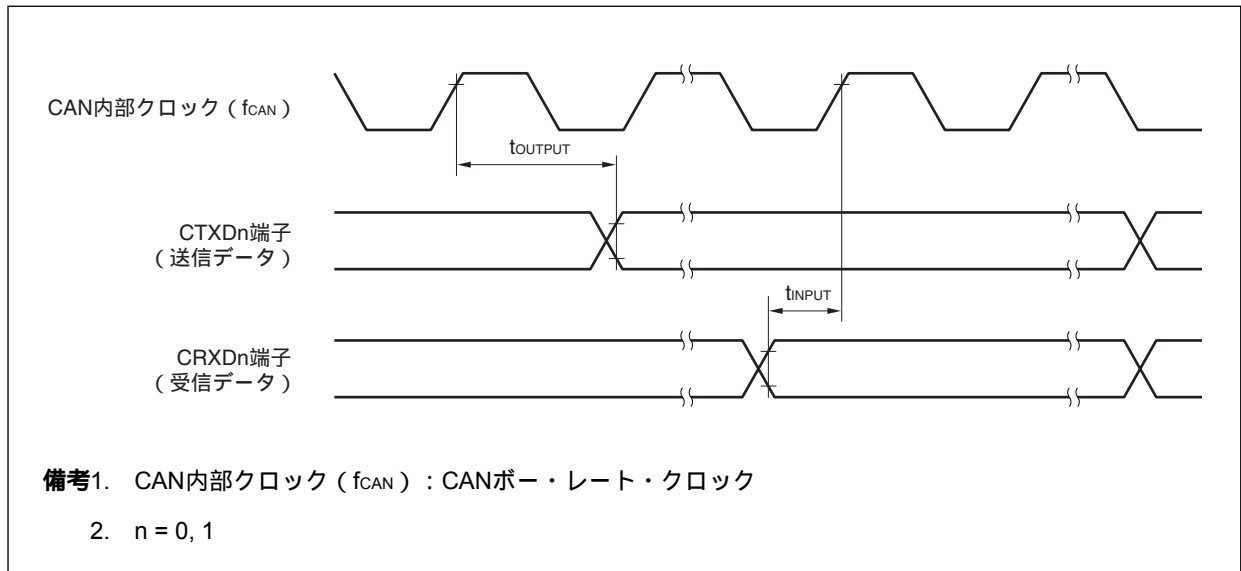 CAN内部クロック（fCAN）
tOUTPUT
CTXDn端子
（送信データ）
tINPUT
CRXDn端子
（受信データ）
備考1. CAN内部クロック（fCAN）：CANボー・レート・クロック
2. n = 0, 1